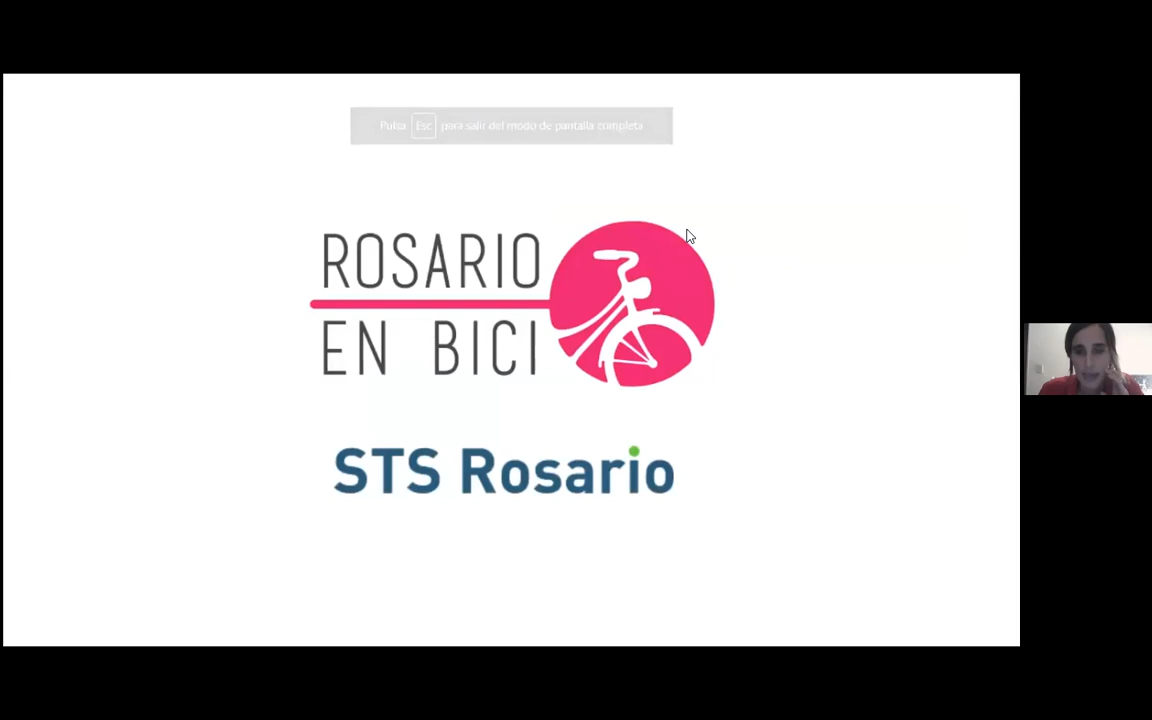 Pulsa Esc para salir del modo de pantalla completa
ROSARIO
EN BICI
STS Rosario